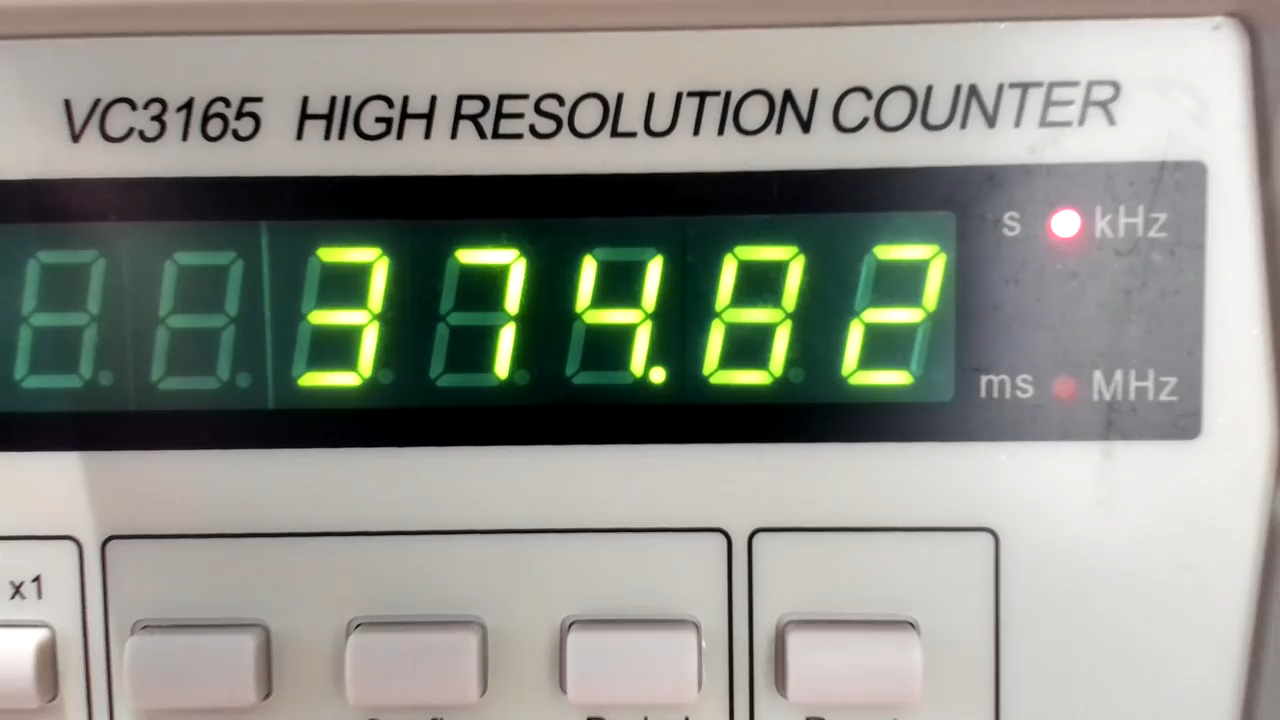 VC3165 HIGH RESOLUTION COUNTER
374.82
s kHz
ms MHz
x1